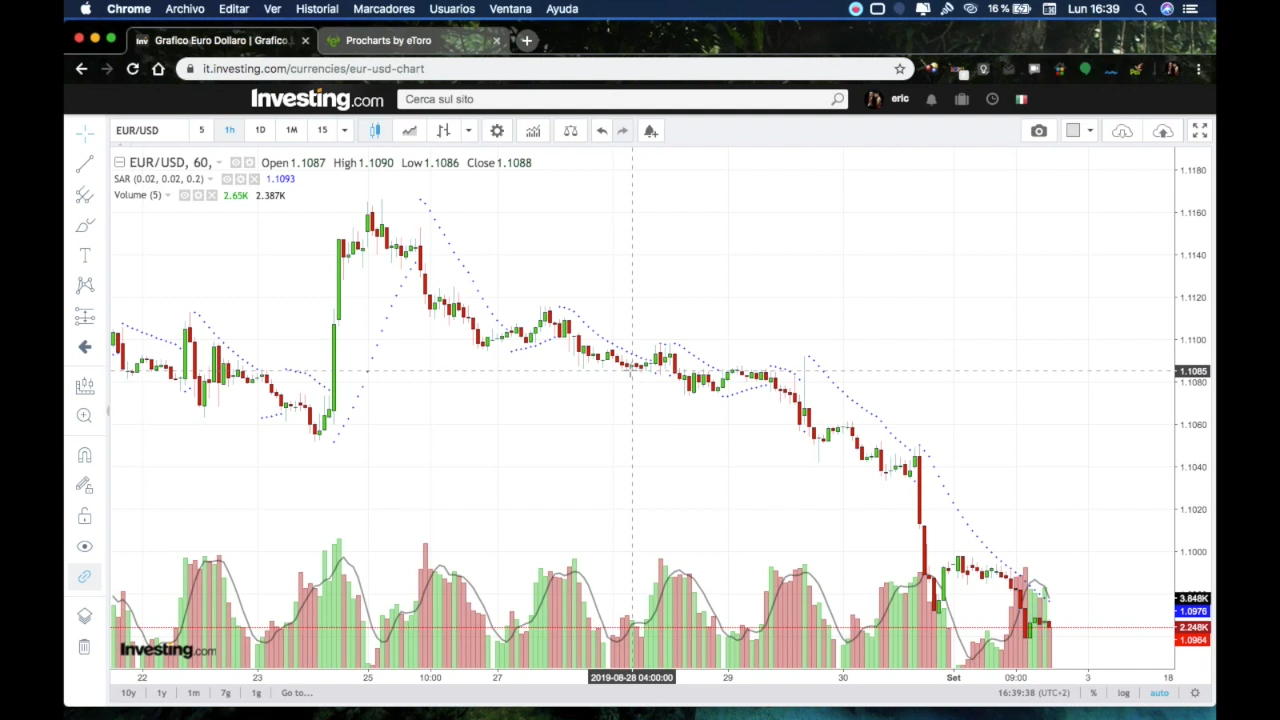 Chrome Archivo Editar Ver Historial Marcadores Usuarios Ventana Ayuda 16 % Lun 16:39
Inv Grafico Euro Dollaro | Grafico Procharts by eToro
it.investing.com/currencies/eur-usd-chart
Investing.com Cerca sul sito eric
EUR/USD 5 1h 1D 1M 15
EUR/USD, 60, Open 1.1087 High 1.1090 Low 1.1086 Close 1.1088
SAR (0.02, 0.02, 0.2) 1.1093
Volume (5) 2.65K 2.387K
1.1180
1.1160
1.1140
1.1120
1.1100
1.1085
1.1080
1.1060
1.1040
1.1020
1.1000
3.848K
1.0976
2.248K
1.0964
Investing.com
22 23 25 10:00 27 2019-08-28 04:00:00 29 30 Set 09:00 3 18
10y 1y 1m 7g 1g Go to... 16:39:38 (UTC+2) % log auto